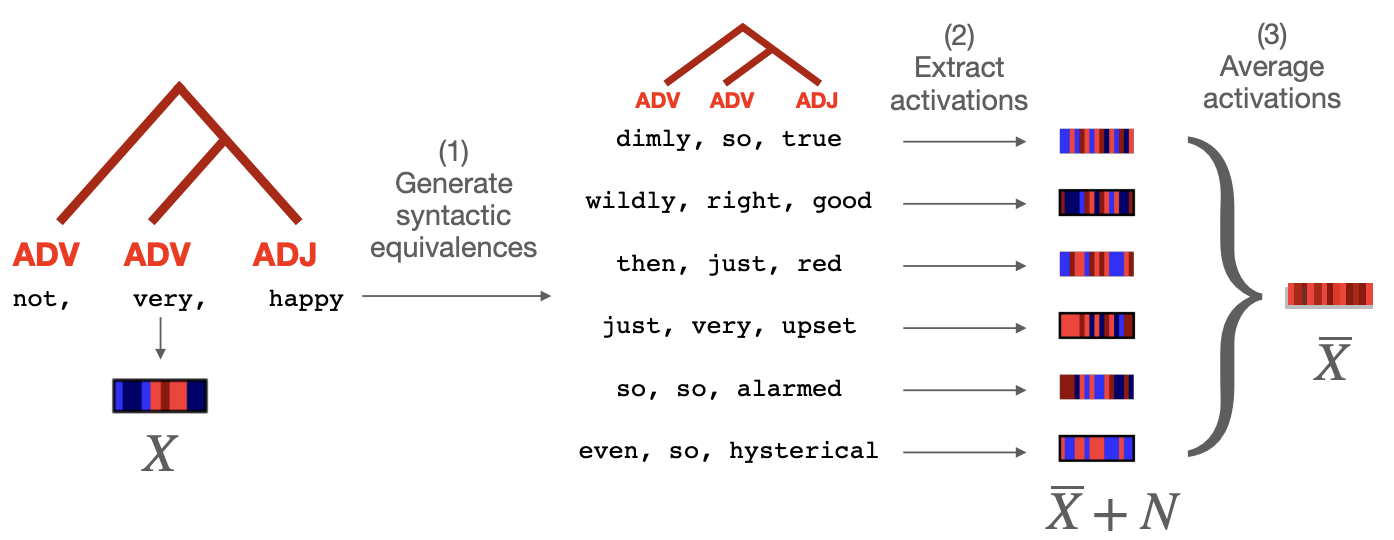 ADV ADV ADJ
not, very, happy
X
(1)
Generate
syntactic
equivalences
ADV ADV ADJ
dimly, so, true
wildly, right, good
then, just, red
just, very, upset
so, so, alarmed
even, so, hysterical
(2)
Extract
activations
X̅ + N
(3)
Average
activations
X̅